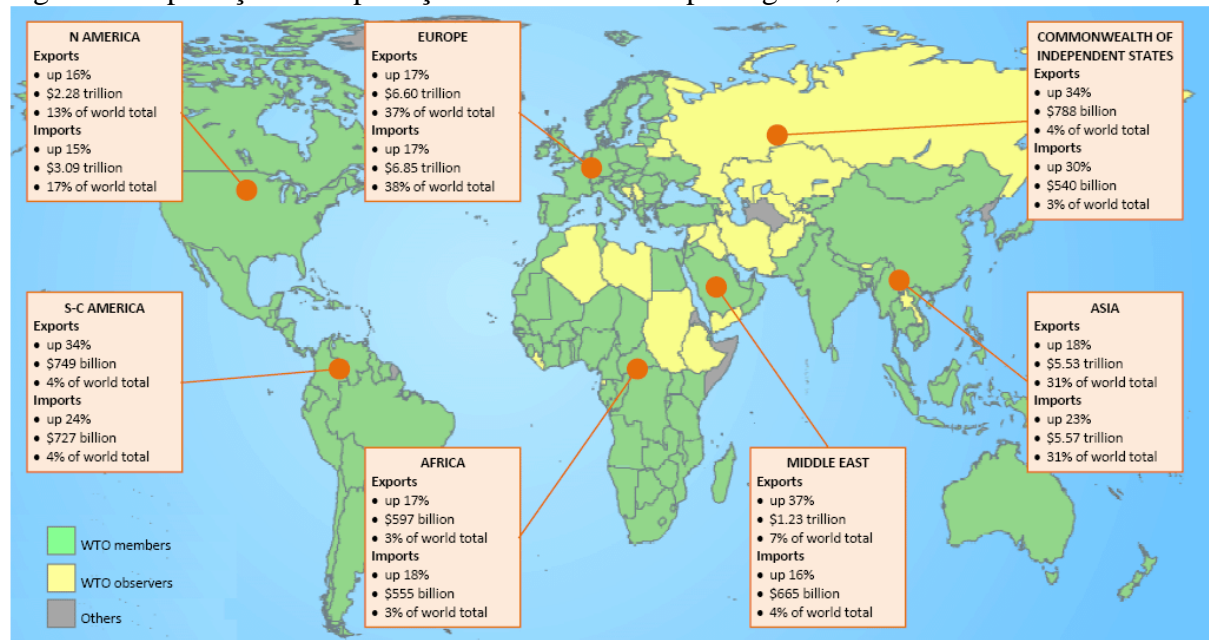 N AMERICA
Exports
• up 16%
• $2.28 trillion
• 13% of world total
Imports
• up 15%
• $3.09 trillion
• 17% of world total
EUROPE
Exports
• up 17%
• $6.60 trillion
• 37% of world total
Imports
• up 17%
• $6.85 trillion
• 38% of world total
COMMONWEALTH OF
INDEPENDENT STATES
Exports
• up 34%
• $788 billion
• 4% of world total
Imports
• up 30%
• $540 billion
• 3% of world total
S-C AMERICA
Exports
• up 34%
• $749 billion
• 4% of world total
Imports
• up 24%
• $727 billion
• 4% of world total
AFRICA
Exports
• up 17%
• $597 billion
• 3% of world total
Imports
• up 18%
• $555 billion
• 3% of world total
MIDDLE EAST
Exports
• up 37%
• $1.23 trillion
• 7% of world total
Imports
• up 16%
• $665 billion
• 4% of world total
ASIA
Exports
• up 18%
• $5.53 trillion
• 31% of world total
Imports
• up 23%
• $5.57 trillion
• 31% of world total
WTO members
WTO observers
Others